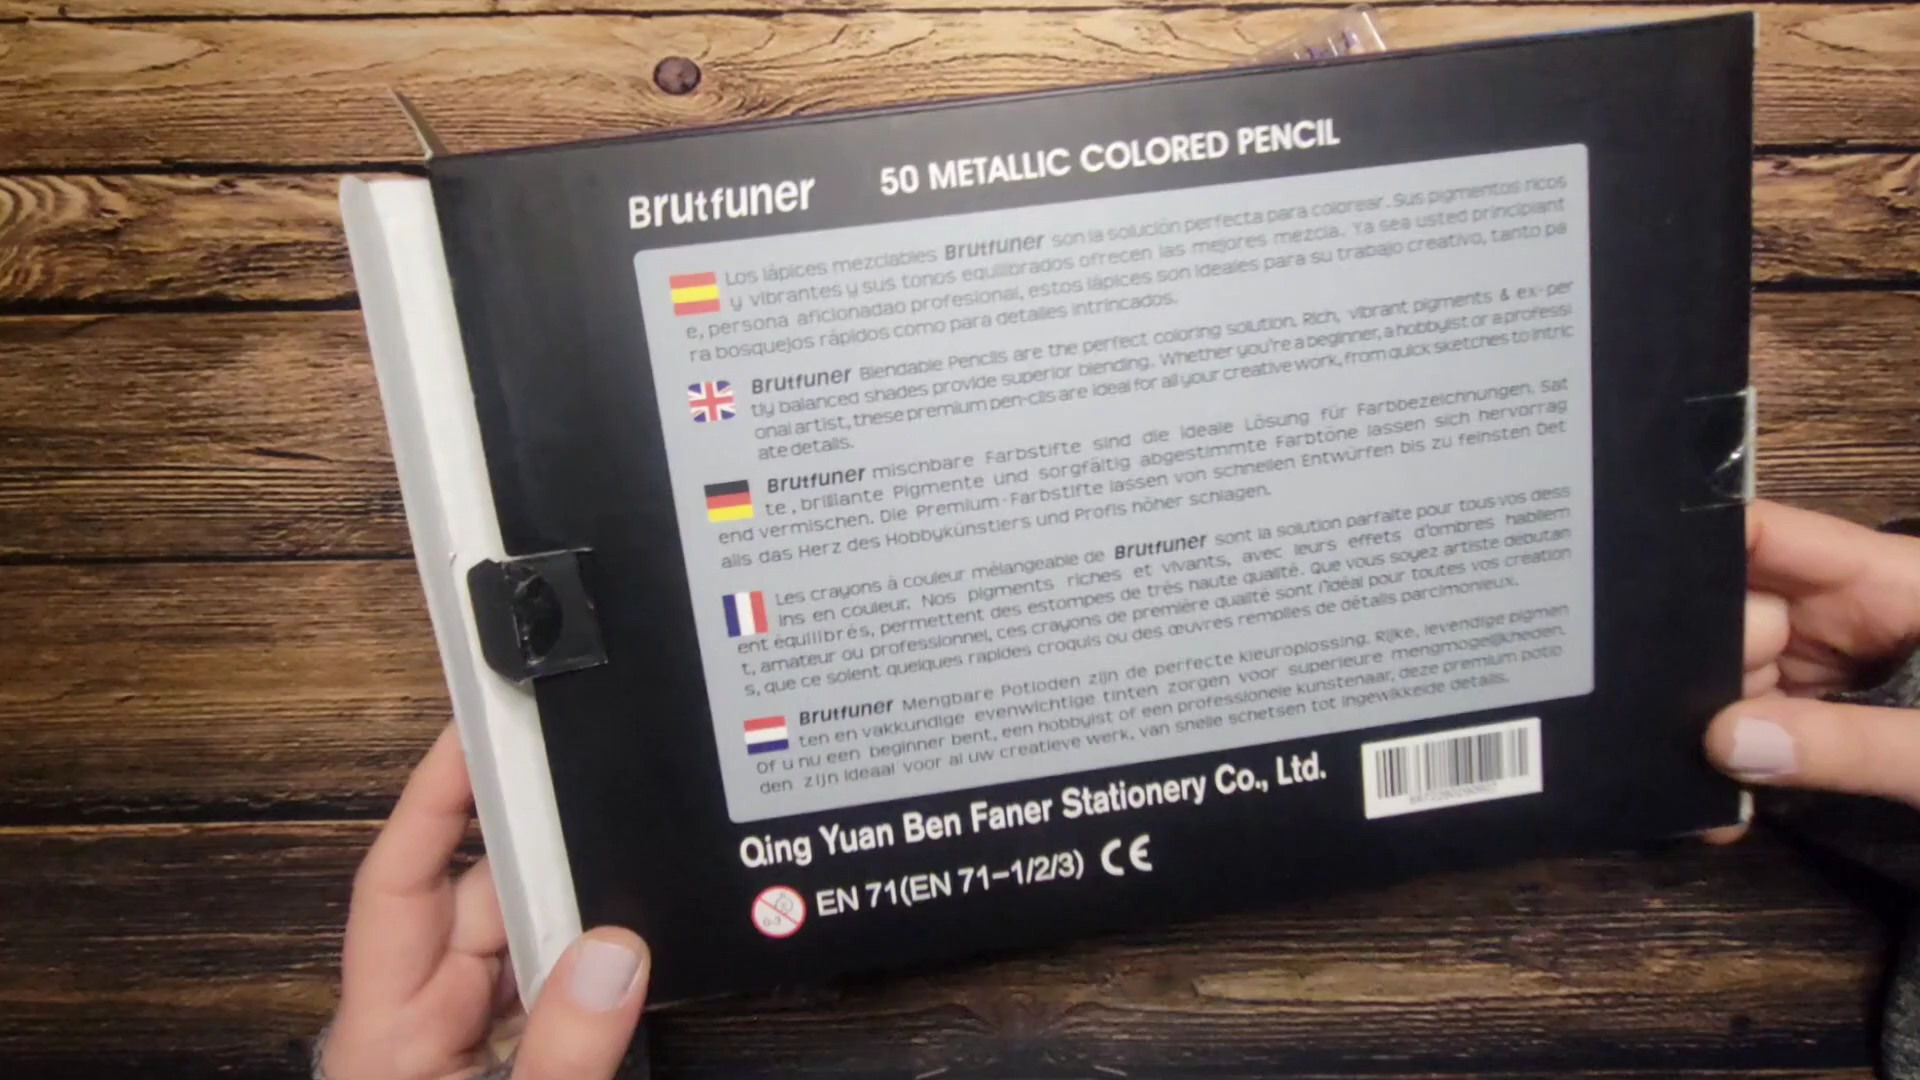 Brutfuner 50 METALLIC COLORED PENCIL
Los lápices mezclables Brutfuner son la solución perfecta para colorear. Sus pigmentos ricos
y vibrantes y sus tonos equilibrados ofrecen las mejores mezcla. Ya sea usted principiant
e, persona aficionadao profesional, estos lápices son ideales para su trabajo creativo, tanto pa
ra bosquejos rápidos como para detalles intrincados.
Brutfuner Blendable Pencils are the perfect coloring solution. Rich, vibrant pigments & ex-per
tly balanced shades provide superior blending. Whether you're a beginner, a hobbyist or a professi
onal artist, these premium pen-cils are ideal for all your creative work, from quick sketches to intric
ate details.
Brutfuner mischbare Farbstifte sind die ideale Lösung für Farbbezeichnungen. Sat
te , brillante Pigmente und sorgfältig abgestimmte Farbtöne lassen sich hervorrag
end vermischen. Die Premium-Farbstifte lassen von schnellen Entwürfen bis zu feinsten Det
ails das Herz des Hobbykünstlers und Profis höher schlagen.
Les crayons à couleur mélangeable de Brutfuner sont la solution parfaite pour tous vos dess
ins en couleur. Nos pigments riches et vivants, avec leurs effets d'ombres habilem
ent équilibrés, permettent des estompes de très haute qualité. Que vous soyez artiste débutan
t, amateur ou professionnel, ces crayons de première qualité sont l'idéal pour toutes vos création
s, que ce soient quelques rapides croquis ou des œuvres remplies de détails parcimonieux.
Brutfuner Mengbare Potloden zijn de perfecte kleuroplossing. Rijke, levendige pigmen
ten en vakkundige evenwichtige tinten zorgen voor superieure mengmogelijkheden.
Of u nu een beginner bent, een hobbyist of een professionele kunstenaar, deze premium potlo
den zijn ideaal voor al uw creatieve werk, van snelle schetsen tot ingewikkelde details.
Qing Yuan Ben Faner Stationery Co., Ltd.
0-3 EN 71(EN 71-1/2/3) CE